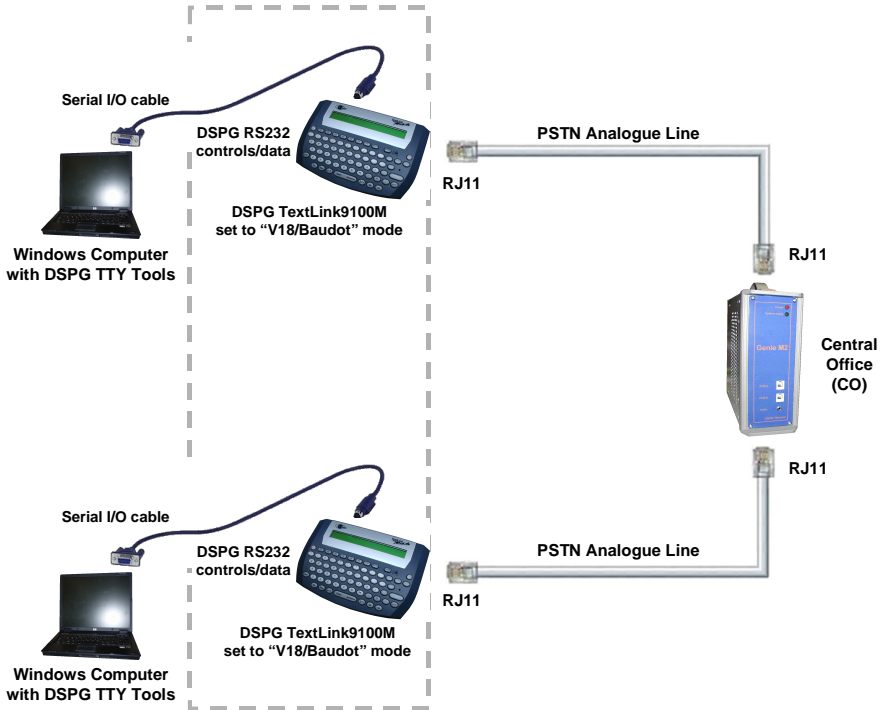 Serial I/O cable
DSPG RS232
controls/data
DSPG TextLink9100M
set to “V18/Baudot” mode
Windows Computer
with DSPG TTY Tools
PSTN Analogue Line
RJ11
RJ11
Genie M2
Central
Office
(CO)
RJ11
Serial I/O cable
DSPG RS232
controls/data
DSPG TextLink9100M
set to “V18/Baudot” mode
Windows Computer
with DSPG TTY Tools
PSTN Analogue Line
RJ11